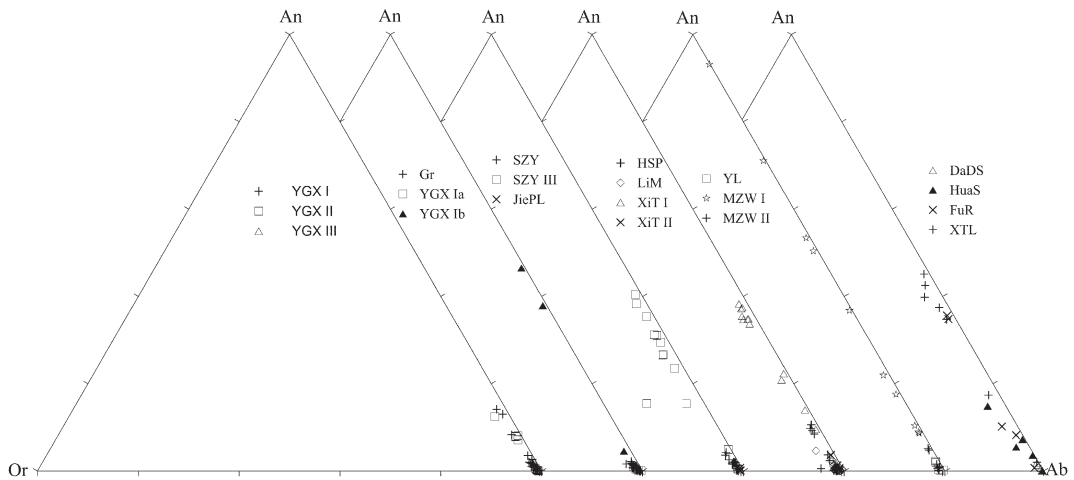 An An An An An An
YGX I
YGX II
YGX III
Gr
YGX Ia
YGX Ib
SZY
SZY III
JiePL
HSP
LiM
XiT I
XiT II
YL
MZW I
MZW II
DaDS
HuaS
FuR
XTL
Or Ab